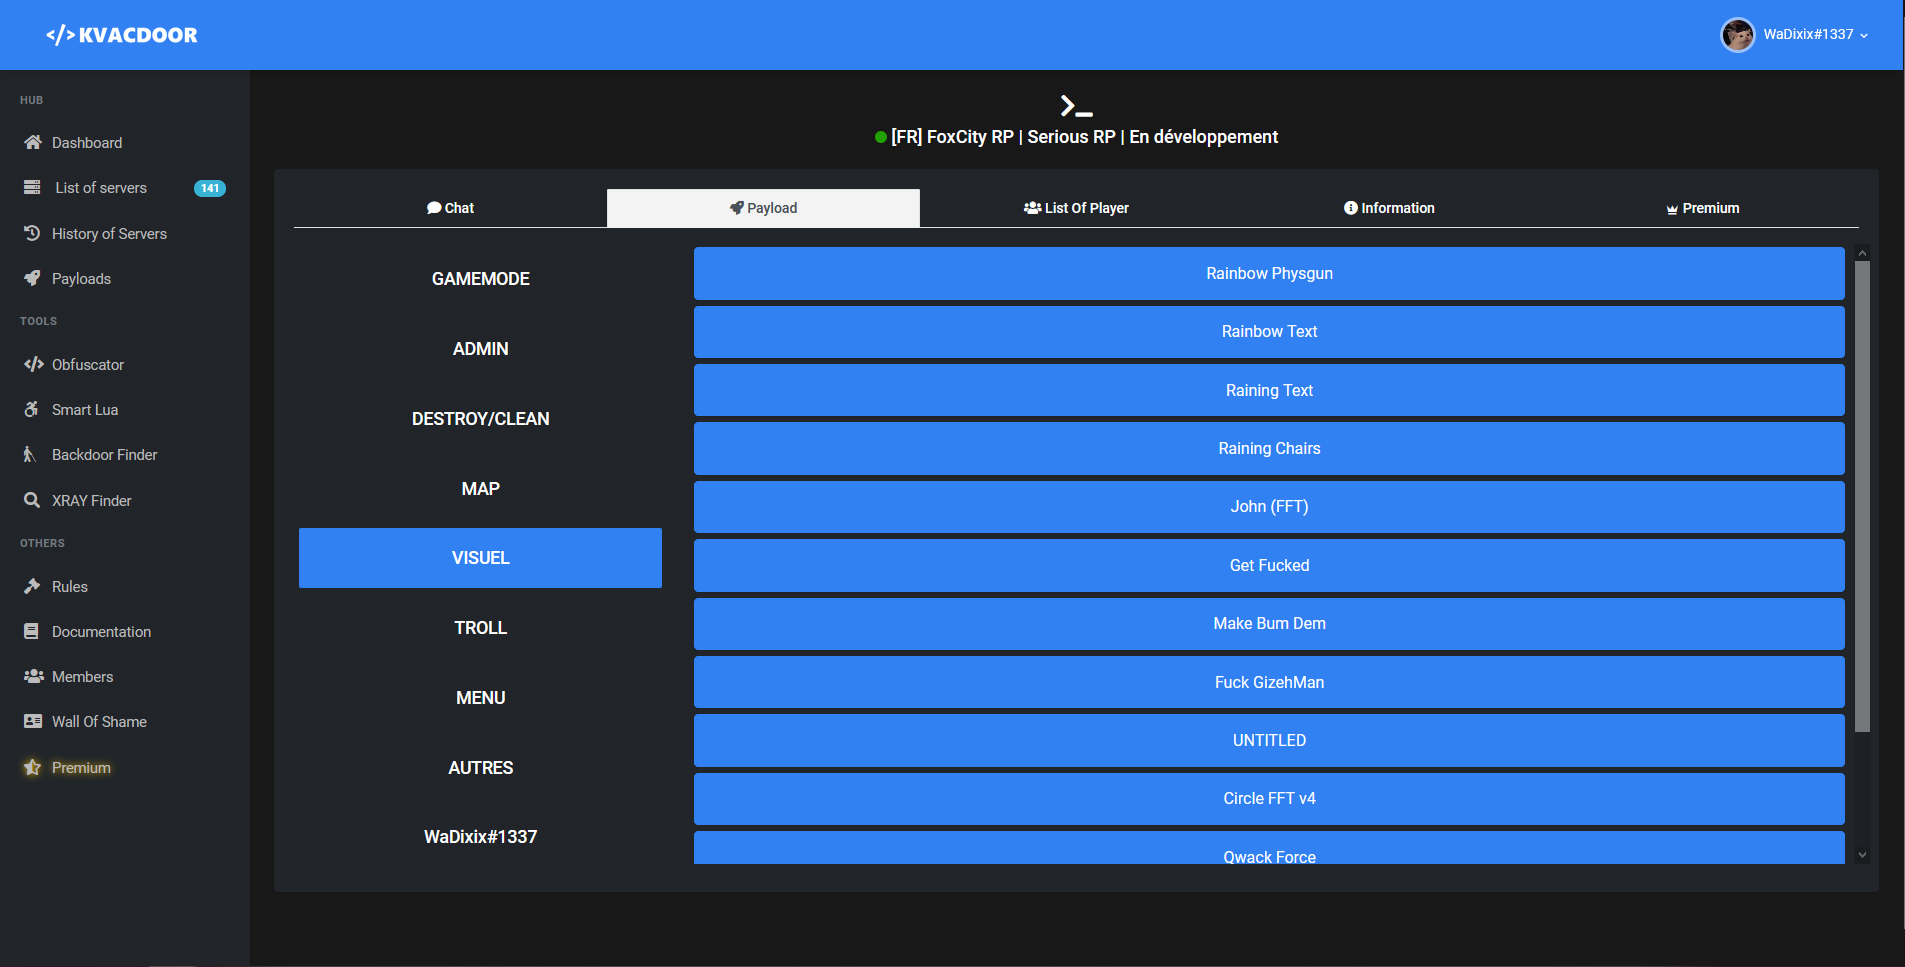 </> KVACDOOR
WaDixix#1337
HUB
Dashboard
List of servers 141
History of Servers
Payloads
TOOLS
Obfuscator
Smart Lua
Backdoor Finder
XRAY Finder
OTHERS
Rules
Documentation
Members
Wall Of Shame
Premium
[FR] FoxCity RP | Serious RP | En développement
Chat
Payload
List Of Player
Information
Premium
GAMEMODE
ADMIN
DESTROY/CLEAN
MAP
VISUEL
TROLL
MENU
AUTRES
WaDixix#1337
Rainbow Physgun
Rainbow Text
Raining Text
Raining Chairs
John (FFT)
Get Fucked
Make Bum Dem
Fuck GizehMan
UNTITLED
Circle FFT v4
Qwack Force